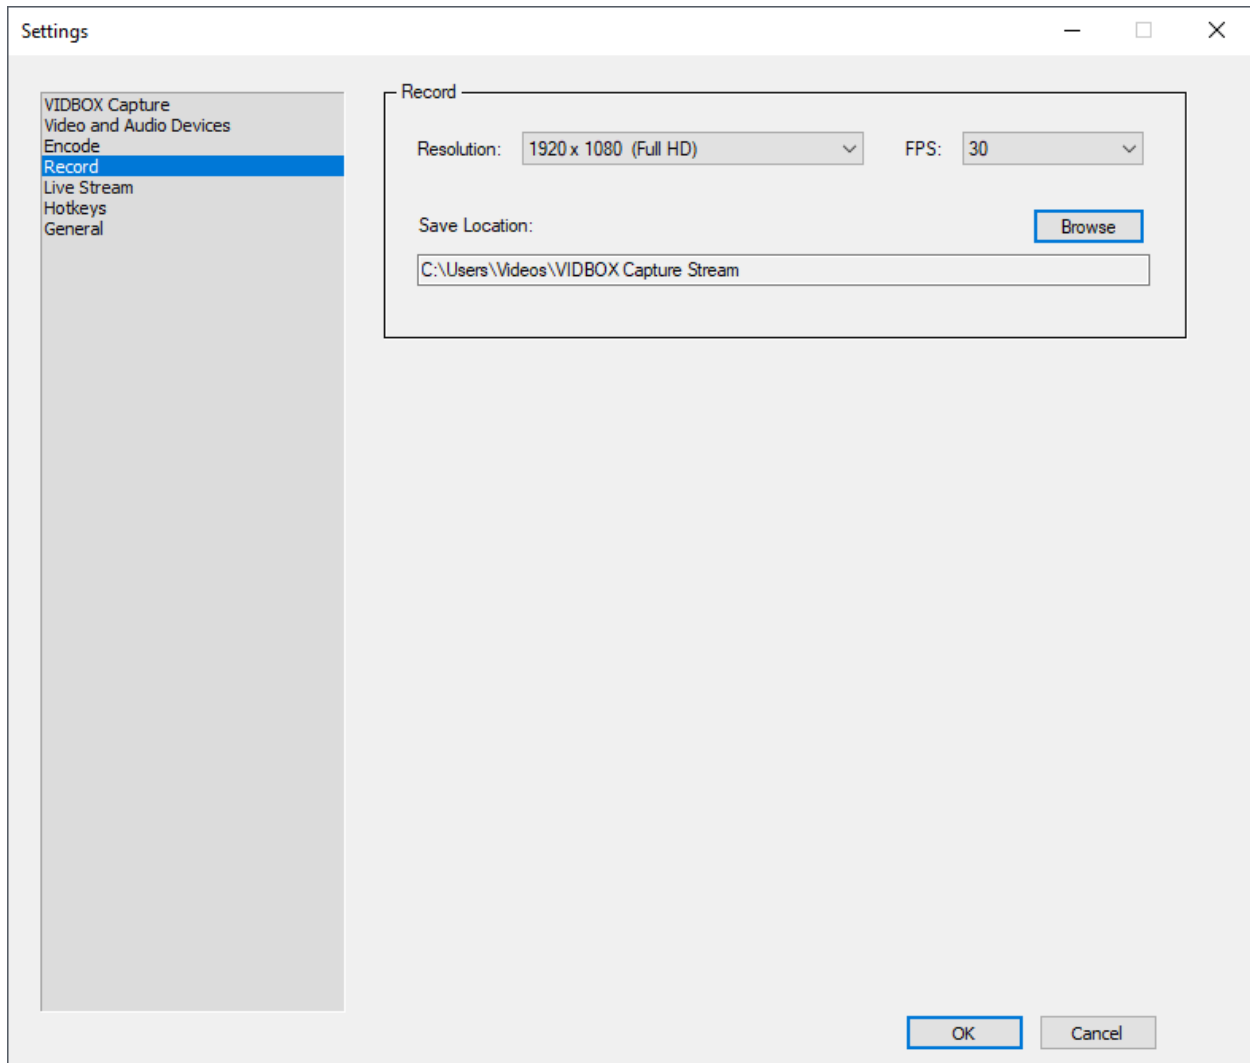 Settings
VIDBOX Capture
Video and Audio Devices
Encode
Record
Live Stream
Hotkeys
General
Record
Resolution: 1920 x 1080 (Full HD) FPS: 30
Save Location: Browse
C:\Users\Videos\VIDBOX Capture Stream
OK Cancel